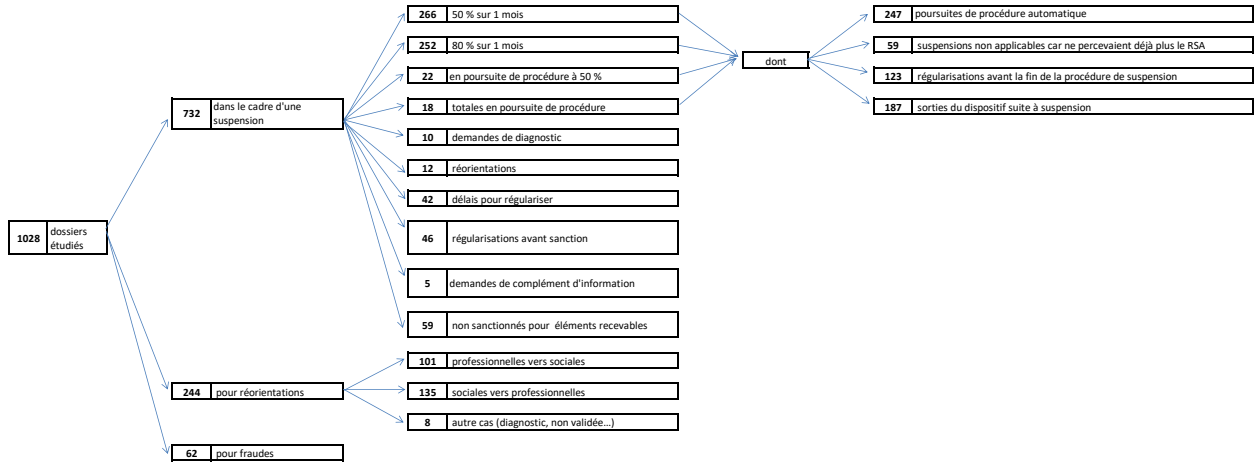 1028 dossiers
étudiés
732 dans le cadre d'une
suspension
266 50 % sur 1 mois
252 80 % sur 1 mois
22 en poursuite de procédure à 50 %
18 totales en poursuite de procédure
10 demandes de diagnostic
12 réorientations
42 délais pour régulariser
46 régularisations avant sanction
5 demandes de complément d'information
59 non sanctionnés pour éléments recevables
dont
247 poursuites de procédure automatique
59 suspensions non applicables car ne percevaient déjà plus le RSA
123 régularisations avant la fin de la procédure de suspension
187 sorties du dispositif suite à suspension
244 pour réorientations
101 professionnelles vers sociales
135 sociales vers professionnelles
8 autre cas (diagnostic, non validée...)
62 pour fraudes